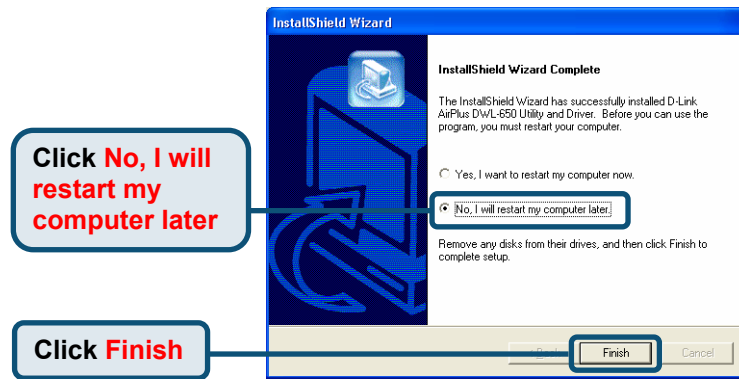 InstallShield Wizard
InstallShield Wizard Complete
The InstallShield Wizard has successfully installed D-Link
AirPlus DWL-650 Utility and Driver. Before you can use the
program, you must restart your computer.
Yes, I want to restart my computer now.
Click No, I will
restart my
computer later
No, I will restart my computer later.
Remove any disks from their drives, and then click Finish to
complete setup.
Click Finish
Finish
Cancel